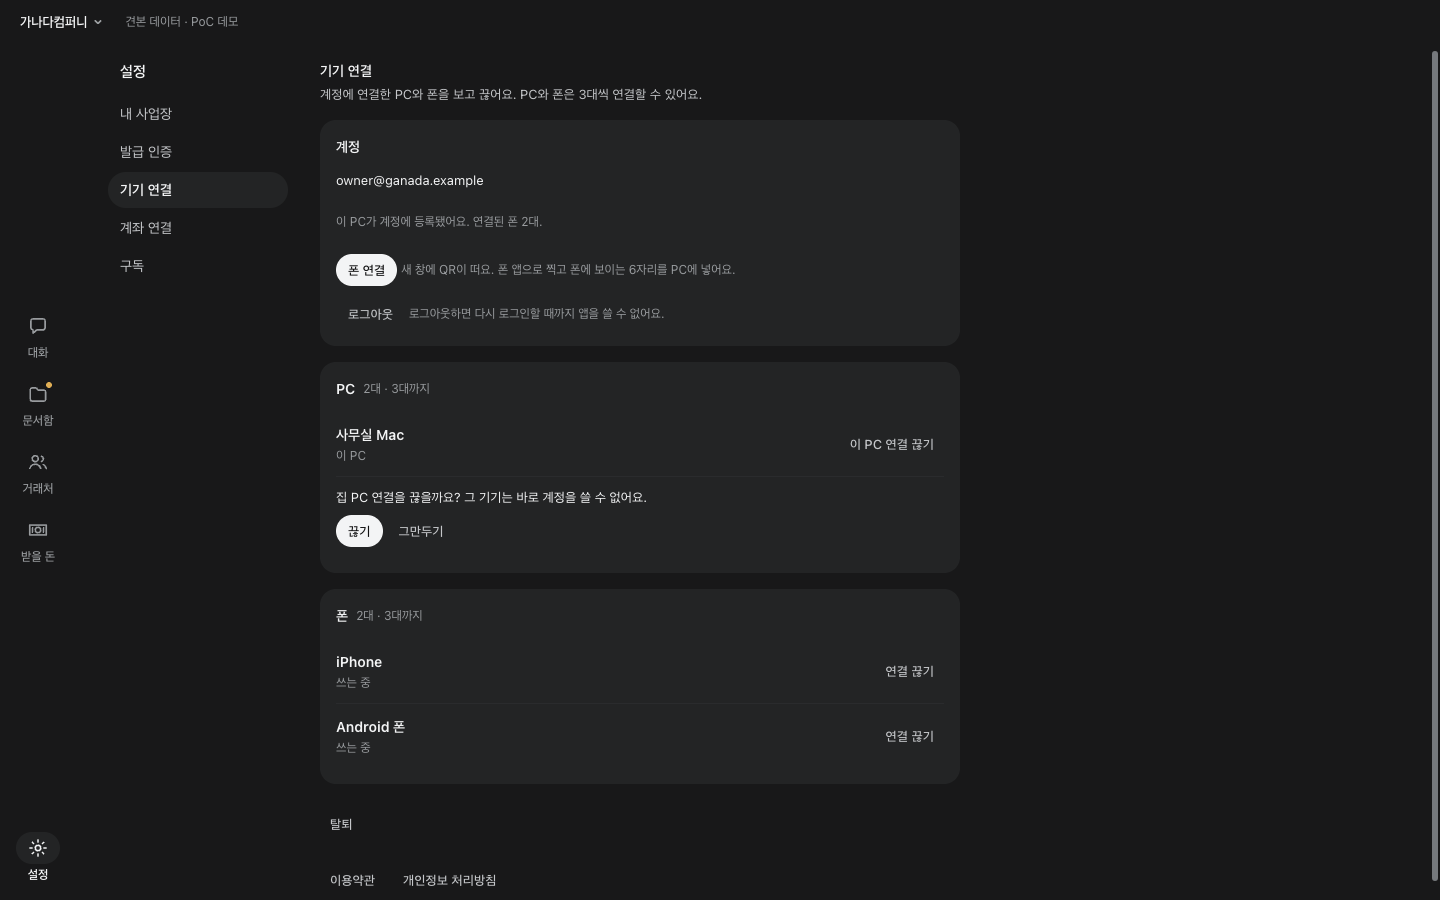 가나다컴퍼니
견본 데이터 · PoC 데모
설정
내 사업장
발급 인증
기기 연결
계좌 연결
구독
대화
문서함
거래처
받을 돈
설정
기기 연결
계정에 연결한 PC와 폰을 보고 끊어요. PC와 폰은 3대씩 연결할 수 있어요.
계정
owner@ganada.example
이 PC가 계정에 등록됐어요. 연결된 폰 2대.
폰 연결 새 창에 QR이 떠요. 폰 앱으로 찍고 폰에 보이는 6자리를 PC에 넣어요.
로그아웃 로그아웃하면 다시 로그인할 때까지 앱을 쓸 수 없어요.
PC 2대 · 3대까지
사무실 Mac
이 PC
이 PC 연결 끊기
집 PC 연결을 끊을까요? 그 기기는 바로 계정을 쓸 수 없어요.
끊기 그만두기
폰 2대 · 3대까지
iPhone
쓰는 중
연결 끊기
Android 폰
쓰는 중
연결 끊기
탈퇴
이용약관 개인정보 처리방침